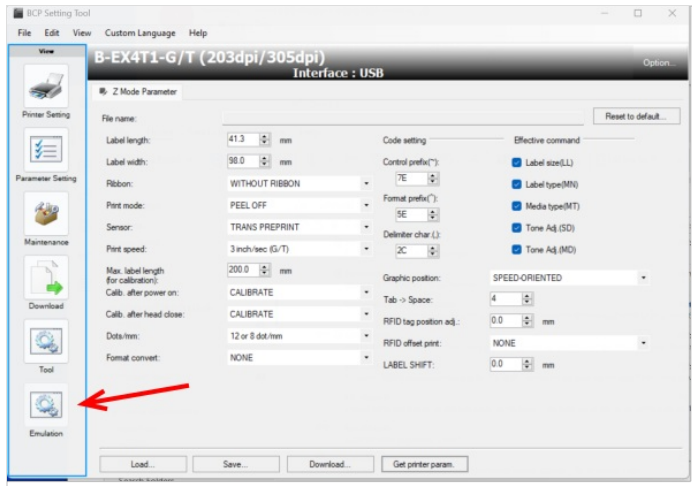 BCP Setting Tool
File Edit View Custom Language Help
View
B-EX4T1-G/T (203dpi/305dpi)
Interface : USB
Option...
Z Mode Parameter
Printer Setting
Parameter Setting
Maintenance
Download
Tool
Emulation
File name:
Reset to default...
Label length: 41.3 mm
Label width: 98.0 mm
Ribbon: WITHOUT RIBBON
Print mode: PEEL OFF
Sensor: TRANS PREPRINT
Print speed: 3 inch/sec (G/T)
Max. label length
(for calibration): 200.0 mm
Calib. after power on: CALIBRATE
Calib. after head close: CALIBRATE
Dots/mm: 12 or 8 dot/mm
Format convert: NONE
Code setting
Control prefix(~):
7E
Format prefix(^):
5E
Delimiter char.(,):
2C
Effective command
Label size(LL)
Label type(MN)
Media type(MT)
Tone Adj.(SD)
Tone Adj.(MD)
Graphic position: SPEED-ORIENTED
Tab -> Space: 4
RFID tag position adj.: 0.0 mm
RFID offset print: NONE
LABEL SHIFT: 0.0 mm
Load... Save... Download... Get printer param.
Search Folders